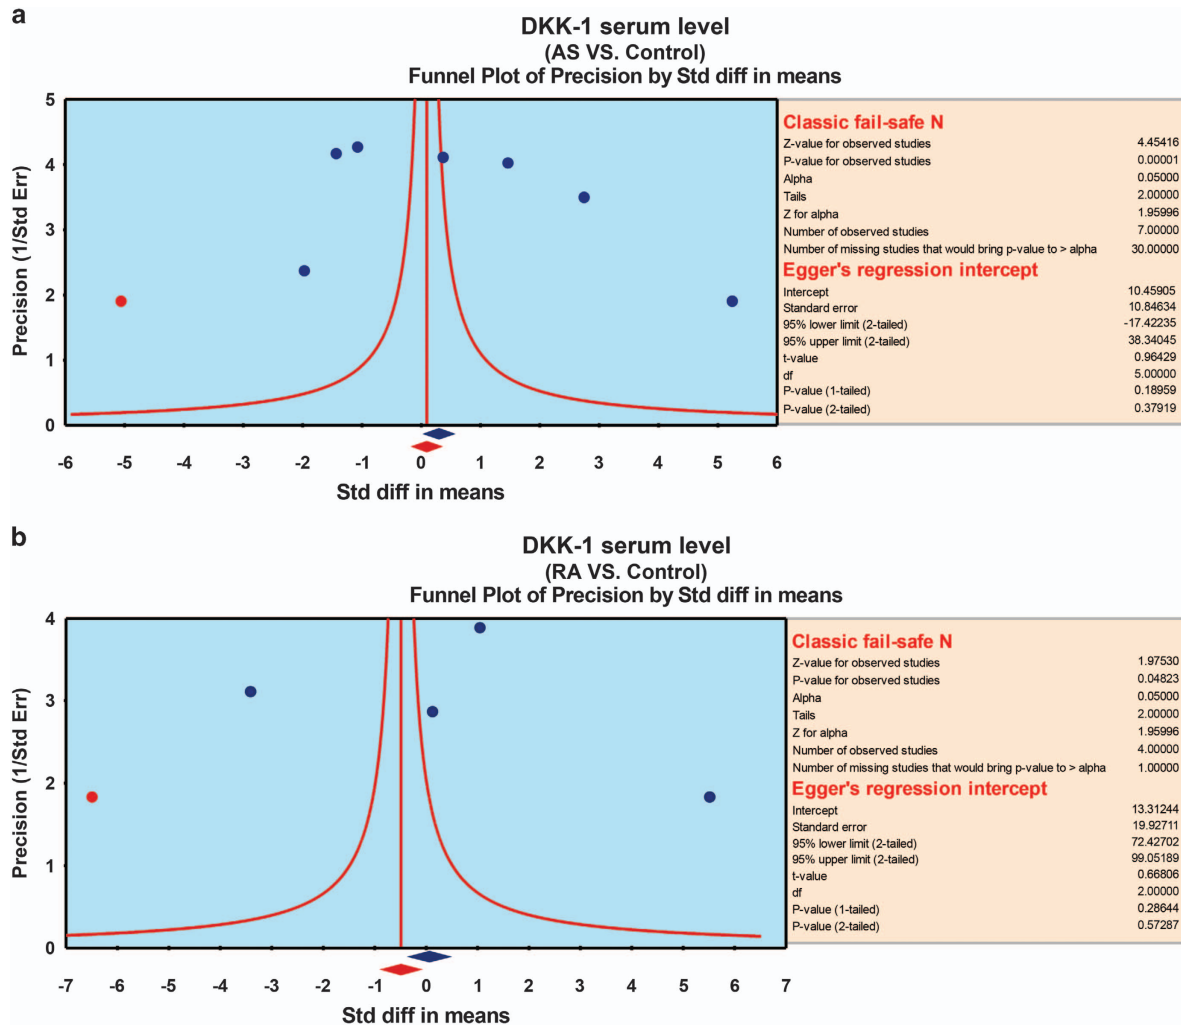 a
DKK-1 serum level
(AS VS. Control)
Funnel Plot of Precision by Std diff in means
5
4
3
2
1
0
Precision (1/Std Err)
-6 -5 -4 -3 -2 -1 0 1 2 3 4 5 6
Std diff in means
Classic fail-safe N
Z-value for observed studies 4.45416
P-value for observed studies 0.00001
Alpha 0.05000
Tails 2.00000
Z for alpha 1.95996
Number of observed studies 7.00000
Number of missing studies that would bring p-value to > alpha 30.00000
Egger's regression intercept
Intercept 10.45905
Standard error 10.84634
95% lower limit (2-tailed) -17.42235
95% upper limit (2-tailed) 38.34045
t-value 0.96429
df 5.00000
P-value (1-tailed) 0.18959
P-value (2-tailed) 0.37919
b
DKK-1 serum level
(RA VS. Control)
Funnel Plot of Precision by Std diff in means
4
3
2
1
0
Precision (1/Std Err)
-7 -6 -5 -4 -3 -2 -1 0 1 2 3 4 5 6 7
Std diff in means
Classic fail-safe N
Z-value for observed studies 1.97530
P-value for observed studies 0.04823
Alpha 0.05000
Tails 2.00000
Z for alpha 1.95996
Number of observed studies 4.00000
Number of missing studies that would bring p-value to > alpha 1.00000
Egger's regression intercept
Intercept 13.31244
Standard error 19.92711
95% lower limit (2-tailed) 72.42702
95% upper limit (2-tailed) 99.05189
t-value 0.66806
df 2.00000
P-value (1-tailed) 0.28644
P-value (2-tailed) 0.57287